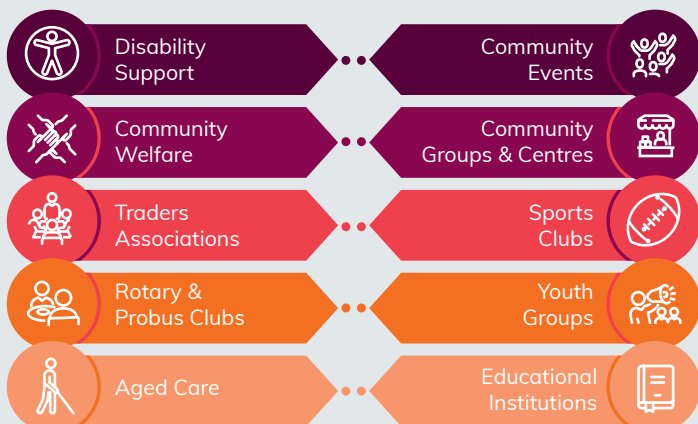 Disability
Support
Community
Events
Community
Welfare
Community
Groups & Centres
Traders
Associations
Sports
Clubs
Rotary &
Probus Clubs
Youth
Groups
Aged Care
Educational
Institutions